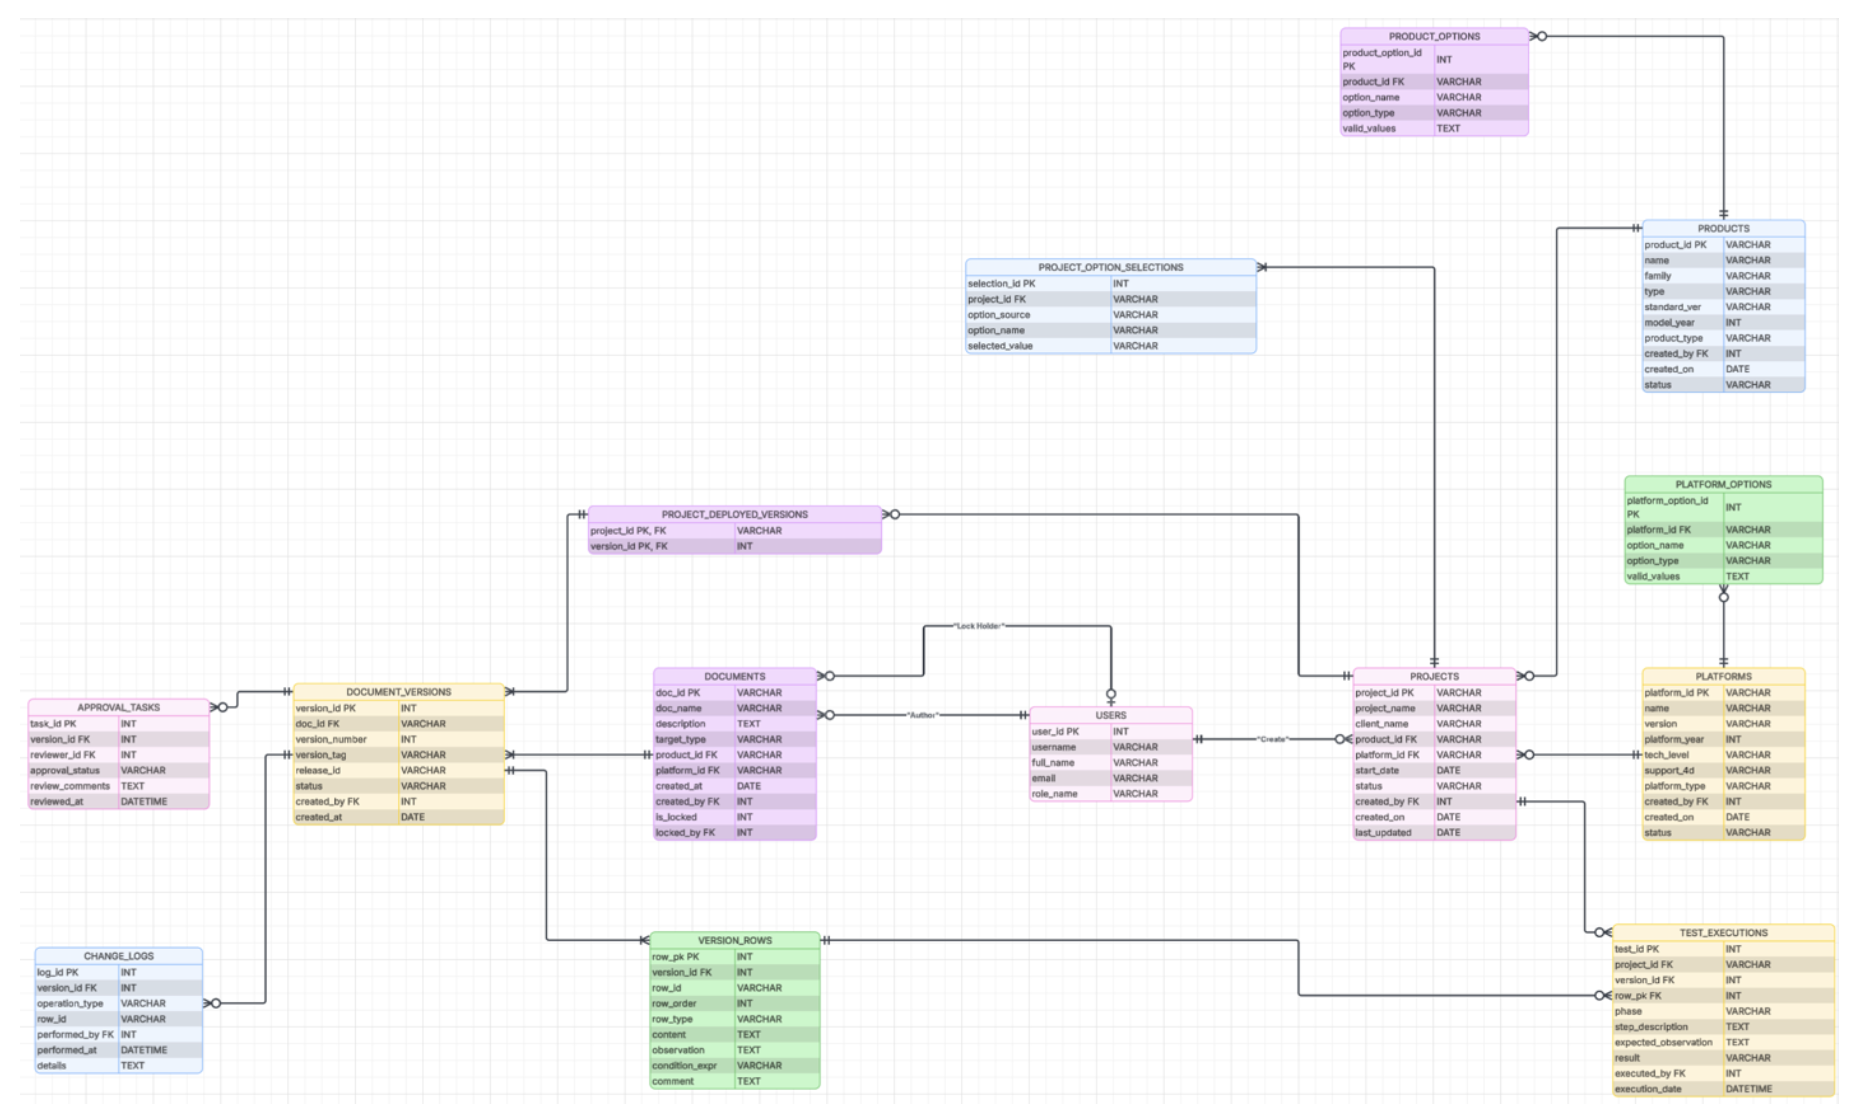 PRODUCT_OPTIONS
product_option_id PK INT
product_id FK VARCHAR
option_name VARCHAR
option_type VARCHAR
valid_values TEXT
PRODUCTS
product_id PK VARCHAR
name VARCHAR
family VARCHAR
type VARCHAR
standard_ver VARCHAR
model_year INT
product_type VARCHAR
created_by FK INT
created_on DATE
status VARCHAR
PROJECT_OPTION_SELECTIONS
selection_id PK INT
project_id FK VARCHAR
option_source VARCHAR
option_name VARCHAR
selected_value VARCHAR
PLATFORM_OPTIONS
platform_option_id PK INT
platform_id FK VARCHAR
option_name VARCHAR
option_type VARCHAR
valid_values TEXT
PROJECT_DEPLOYED_VERSIONS
project_id PK, FK VARCHAR
version_id PK, FK INT
"Lock Holder"
"Author"
"Create"
APPROVAL_TASKS
task_id PK INT
version_id FK INT
reviewer_id FK INT
approval_status VARCHAR
review_comments TEXT
reviewed_at DATETIME
DOCUMENT_VERSIONS
version_id PK INT
doc_id FK VARCHAR
version_number INT
version_tag VARCHAR
release_id VARCHAR
status VARCHAR
created_by FK INT
created_at DATE
DOCUMENTS
doc_id PK VARCHAR
doc_name VARCHAR
description TEXT
target_type VARCHAR
product_id FK VARCHAR
platform_id FK VARCHAR
created_at DATE
created_by FK INT
is_locked INT
locked_by FK INT
USERS
user_id PK INT
username VARCHAR
full_name VARCHAR
email VARCHAR
role_name VARCHAR
PROJECTS
project_id PK VARCHAR
project_name VARCHAR
client_name VARCHAR
product_id FK VARCHAR
platform_id FK VARCHAR
start_date DATE
status VARCHAR
created_by FK INT
created_on DATE
last_updated DATE
PLATFORMS
platform_id PK VARCHAR
name VARCHAR
version VARCHAR
platform_year INT
tech_level VARCHAR
support_4d VARCHAR
platform_type VARCHAR
created_by FK INT
created_on DATE
status VARCHAR
CHANGE_LOGS
log_id PK INT
version_id FK INT
operation_type VARCHAR
row_id VARCHAR
performed_by FK INT
performed_at DATETIME
details TEXT
VERSION_ROWS
row_pk PK INT
version_id FK INT
row_id VARCHAR
row_order INT
row_type VARCHAR
content TEXT
observation TEXT
condition_expr VARCHAR
comment TEXT
TEST_EXECUTIONS
test_id PK INT
project_id FK VARCHAR
version_id FK INT
row_pk FK INT
phase VARCHAR
step_description TEXT
expected_observation TEXT
result VARCHAR
executed_by FK INT
execution_date DATETIME